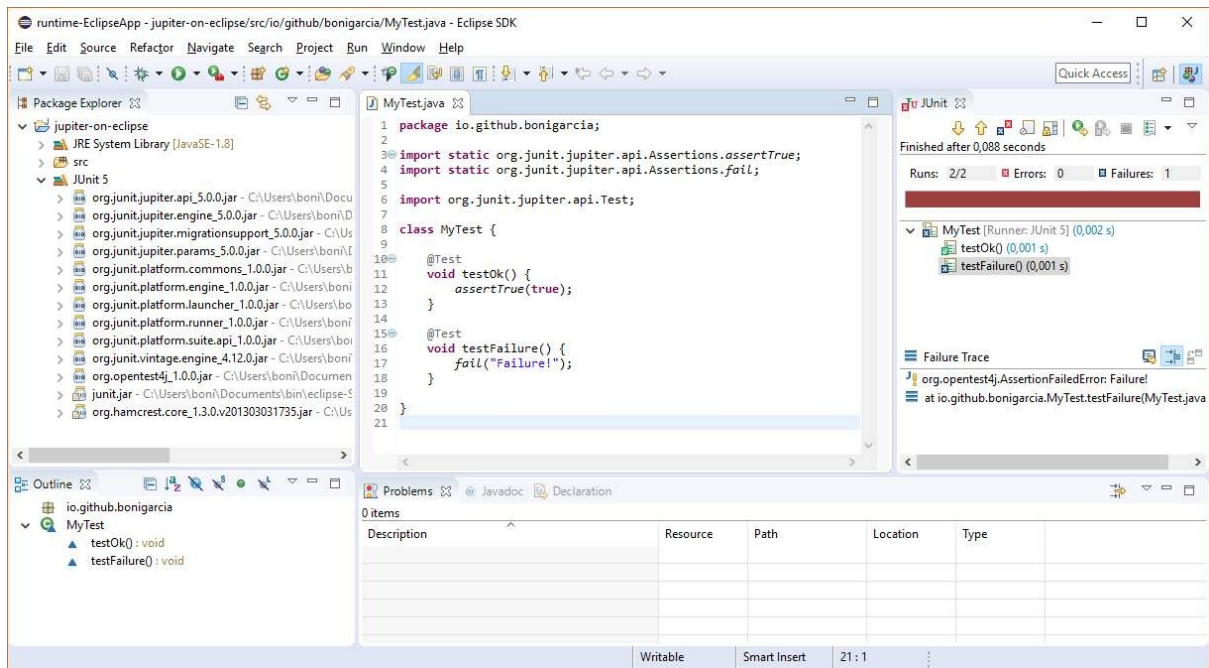 runtime-EclipseApp - jupiter-on-eclipse/src/io/github/bonigarcia/MyTest.java - Eclipse SDK
File Edit Source Refactor Navigate Search Project Run Window Help
Quick Access
Package Explorer
jupiter-on-eclipse
JRE System Library [JavaSE-1.8]
src
JUnit 5
org.junit.jupiter.api_5.0.0.jar - C:\Users\boni\Docu
org.junit.jupiter.engine_5.0.0.jar - C:\Users\boni\D
org.junit.jupiter.migrationsupport_5.0.0.jar - C:\Us
org.junit.jupiter.params_5.0.0.jar - C:\Users\boni\D
org.junit.platform.commons_1.0.0.jar - C:\Users\b
org.junit.platform.engine_1.0.0.jar - C:\Users\boni
org.junit.platform.launcher_1.0.0.jar - C:\Users\bo
org.junit.platform.runner_1.0.0.jar - C:\Users\boni
org.junit.platform.suite.api_1.0.0.jar - C:\Users\bo
org.junit.vintage.engine_4.12.0.jar - C:\Users\boni
org.opentest4j_1.0.0.jar - C:\Users\boni\Documen
junit.jar - C:\Users\boni\Documents\bin\eclipse-S
org.hamcrest.core_1.3.0.v201303031735.jar - C:\Us
MyTest.java
1 package io.github.bonigarcia;
2
3 import static org.junit.jupiter.api.Assertions.assertTrue;
4 import static org.junit.jupiter.api.Assertions.fail;
5
6 import org.junit.jupiter.api.Test;
7
8 class MyTest {
9
10 @Test
11 void testOk() {
12 assertTrue(true);
13 }
14
15 @Test
16 void testFailure() {
17 fail("Failure!");
18 }
19
20 }
21
JUnit
Finished after 0,088 seconds
Runs: 2/2 Errors: 0 Failures: 1
MyTest [Runner: JUnit 5] (0,002 s)
testOk() (0,001 s)
testFailure() (0,001 s)
Failure Trace
org.opentest4j.AssertionFailedError: Failure!
at io.github.bonigarcia.MyTest.testFailure(MyTest.java
Outline
io.github.bonigarcia
MyTest
testOk() : void
testFailure() : void
Problems @ Javadoc Declaration
0 items
Description Resource Path Location Type
Writable Smart Insert 21 : 1